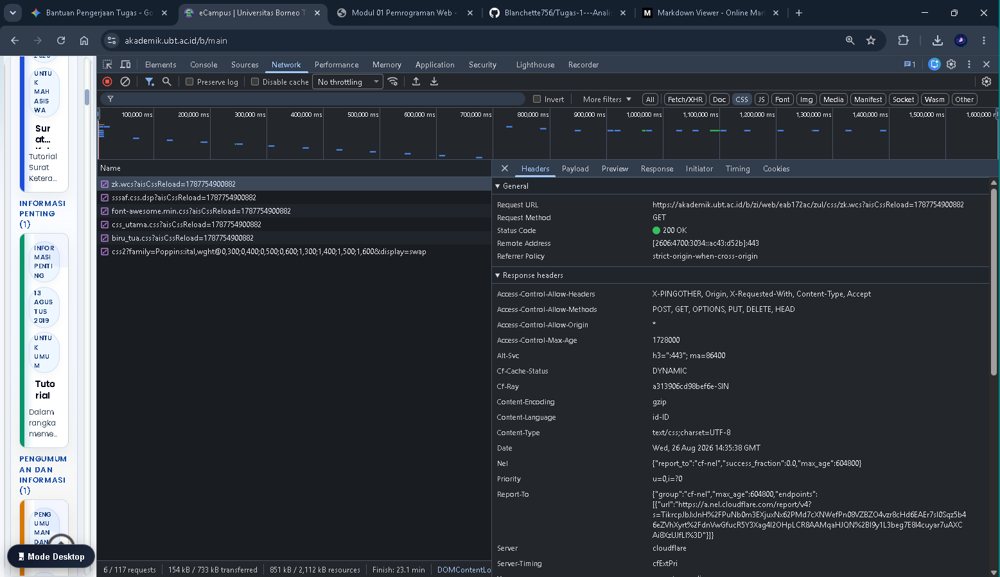 Bantuan Pengerjaan Tugas - Go
eCampus | Universitas Borneo T
Modul 01 Pemrograman Web -
Blanchette756/Tugas-1---Analis
Markdown Viewer - Online Mar
akademik.ubt.ac.id/b/main
UNTU
K
MAH
ASIS
WA
Sur
at...
Tutorial
Surat
Ketera...
INFORMASI
PENTING
(1)
INFOR
MASI
PENTI
NG
13
AGUS
TUS
2019
UNTU
K
UMU
M
Tuto
rial
Dalam
rangka
meme...
PENGUMUM
AN DAN
INFORMASI
(1)
PENG
UMU
MAN
DAN
Mode Desktop
Elements Console Sources Network Performance Memory Application Security Lighthouse Recorder 1
Preserve log Disable cache No throttling
Invert More filters All Fetch/XHR Doc CSS JS Font Img Media Manifest Socket Wasm Other
100,000 ms 200,000 ms 300,000 ms 400,000 ms 500,000 ms 600,000 ms 700,000 ms 800,000 ms 900,000 ms 1,000,000 ms 1,100,000 ms 1,200,000 ms 1,300,000 ms 1,400,000 ms 1,500,000 ms 1,600,000 m
Name
zk.wcs?aisCssReload=1787754900882
sssaf.css.dsp?aisCssReload=1787754900882
font-awesome.min.css?aisCssReload=1787754900882
css_utama.css?aisCssReload=1787754900882
biru_tua.css?aisCssReload=1787754900882
css2?family=Poppins:ital,wght@0,300;0,400;0,500;0,600;1,300;1,400;1,500;1,600&display=swap
6 / 117 requests 154 kB / 733 kB transferred 851 kB / 2,112 kB resources Finish: 23.1 min DOMContentLo
Headers Payload Preview Response Initiator Timing Cookies
General
Request URL https://akademik.ubt.ac.id/b/zi/web/eab172ac/zul/css/zk.wcs?aisCssReload=1787754900882
Request Method GET
Status Code 200 OK
Remote Address [2606:4700:3034::ac43:d52b]:443
Referrer Policy strict-origin-when-cross-origin
Response headers
Access-Control-Allow-Headers X-PINGOTHER, Origin, X-Requested-With, Content-Type, Accept
Access-Control-Allow-Methods POST, GET, OPTIONS, PUT, DELETE, HEAD
Access-Control-Allow-Origin *
Access-Control-Max-Age 1728000
Alt-Svc h3=":443"; ma=86400
Cf-Cache-Status DYNAMIC
Cf-Ray a313906cd98bef6e-SIN
Content-Encoding gzip
Content-Language id-ID
Content-Type text/css;charset=UTF-8
Date Wed, 26 Aug 2026 14:35:38 GMT
Nel {"report_to":"cf-nel","success_fraction":0.0,"max_age":604800}
Priority u=0,i=?0
Report-To {"group":"cf-nel","max_age":604800,"endpoints":
[{"url":"https://a.nel.cloudflare.com/report/v4?
s=TikrcpJbJxJnH%2FPuNb0m3EXjuxNx62PMd7cXNWefPn08VZBZO4vzr8cHd6EAEr7sI0Sqz5b4
6eZVhXyrt%2FdnVwGfucR5Y3Xag4I2OHpLCR8AAMqaHJQN%2BI9y1L3beg7E8I4cuyar7uAXC
Ai8XzUJfLI%3D"}]}
Server cloudflare
Server-Timing cfExtPri